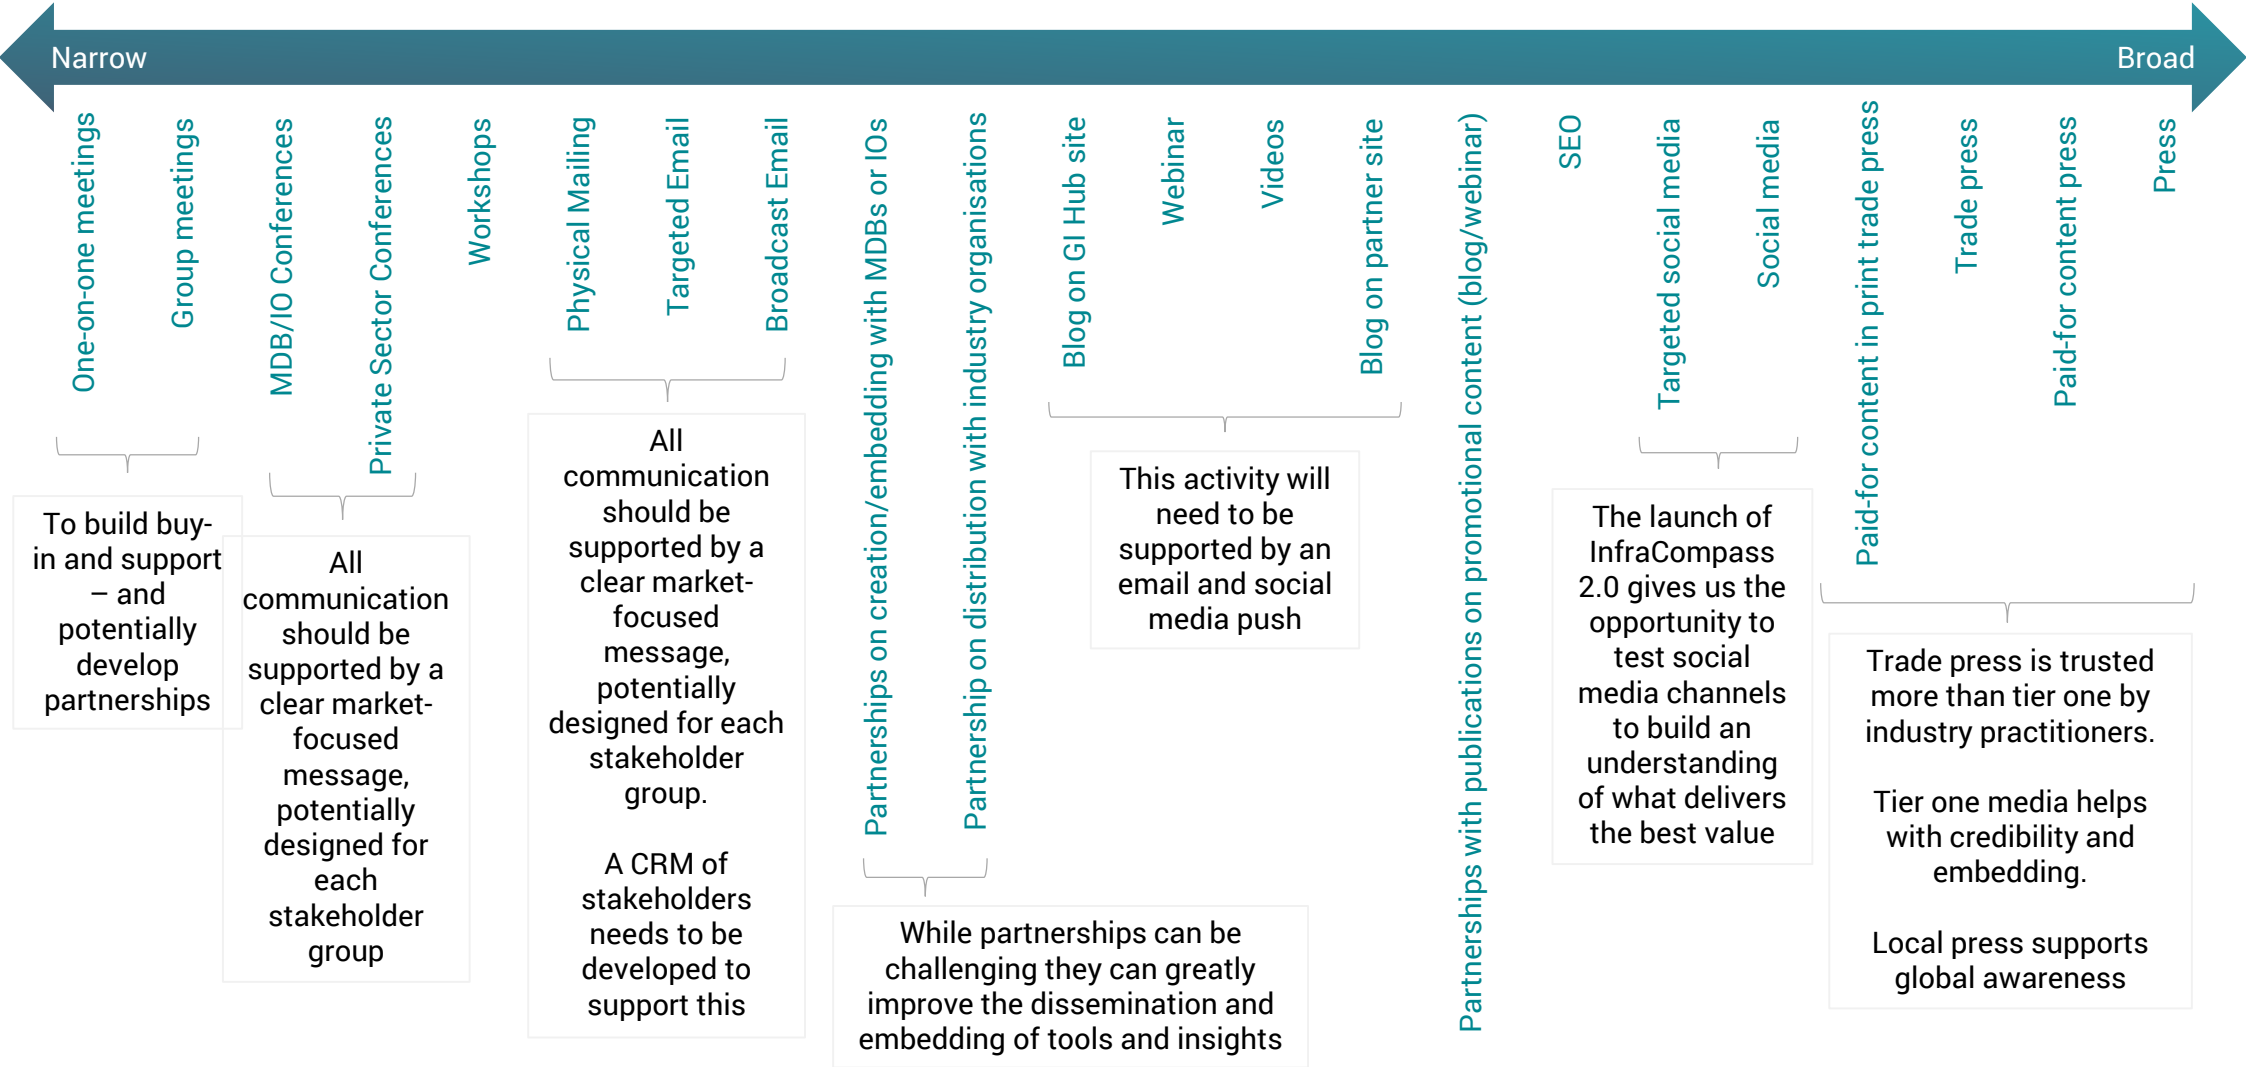 Narrow
Broad
One-on-one meetings
Group meetings
MDB/IO Conferences
Private Sector Conferences
Workshops
Physical Mailing
Targeted Email
Broadcast Email
Partnerships on creation/embedding with MDBs or IOs
Partnership on distribution with industry organisations
Blog on GI Hub site
Webinar
Videos
Blog on partner site
Partnerships with publications on promotional content (blog/webinar)
SEO
Targeted social media
Social media
Paid-for content in print trade press
Trade press
Paid-for content press
Press
To build buy-
in and support
– and
potentially
develop
partnerships
All
communication
should be
supported by a
clear market-
focused
message,
potentially
designed for
each
stakeholder
group
All
communication
should be
supported by a
clear market-
focused
message,
potentially
designed for each
stakeholder
group.
A CRM of
stakeholders
needs to be
developed to
support this
While partnerships can be
challenging they can greatly
improve the dissemination and
embedding of tools and insights
This activity will
need to be
supported by an
email and social
media push
The launch of
InfraCompass
2.0 gives us the
opportunity to
test social
media channels
to build an
understanding
of what delivers
the best value
Trade press is trusted
more than tier one by
industry practitioners.
Tier one media helps
with credibility and
embedding.
Local press supports
global awareness